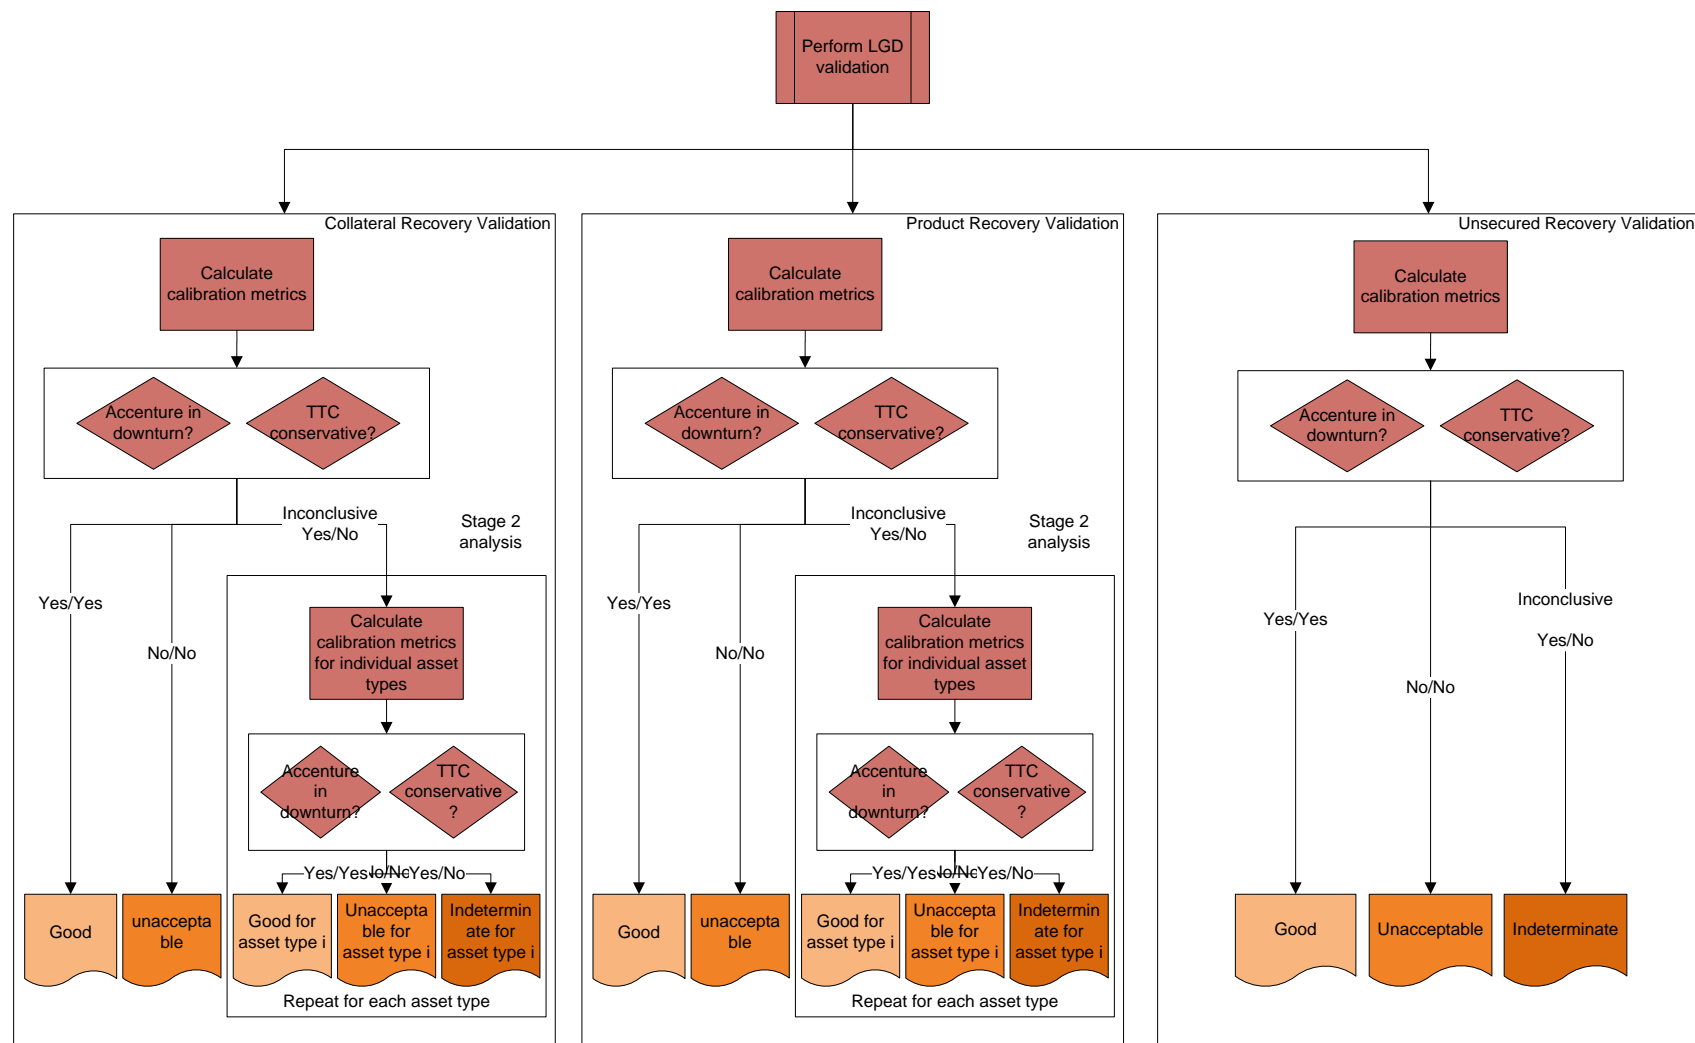 Perform LGD
validation
Collateral Recovery Validation
Calculate
calibration metrics
Accenture in
downturn?
TTC
conservative?
Inconclusive
Yes/No
Stage 2
analysis
Yes/Yes
No/No
Calculate
calibration metrics
for individual asset
types
Accenture
in
downturn?
TTC
conservative
?
Yes/Yes
Yes/No
Good
unaccepta
ble
Good for
asset type i
Unaccepta
ble for
asset type i
Indetermin
ate for
asset type i
Repeat for each asset type
Product Recovery Validation
Calculate
calibration metrics
Accenture in
downturn?
TTC
conservative?
Inconclusive
Yes/No
Stage 2
analysis
Yes/Yes
No/No
Calculate
calibration metrics
for individual asset
types
Accenture
in
downturn?
TTC
conservative
?
Yes/Yes
Yes/No
Good
unaccepta
ble
Good for
asset type i
Unaccepta
ble for
asset type i
Indetermin
ate for
asset type i
Repeat for each asset type
Unsecured Recovery Validation
Calculate
calibration metrics
Accenture in
downturn?
TTC
conservative?
Inconclusive
Yes/Yes
Yes/No
No/No
Good
Unacceptable
Indeterminate